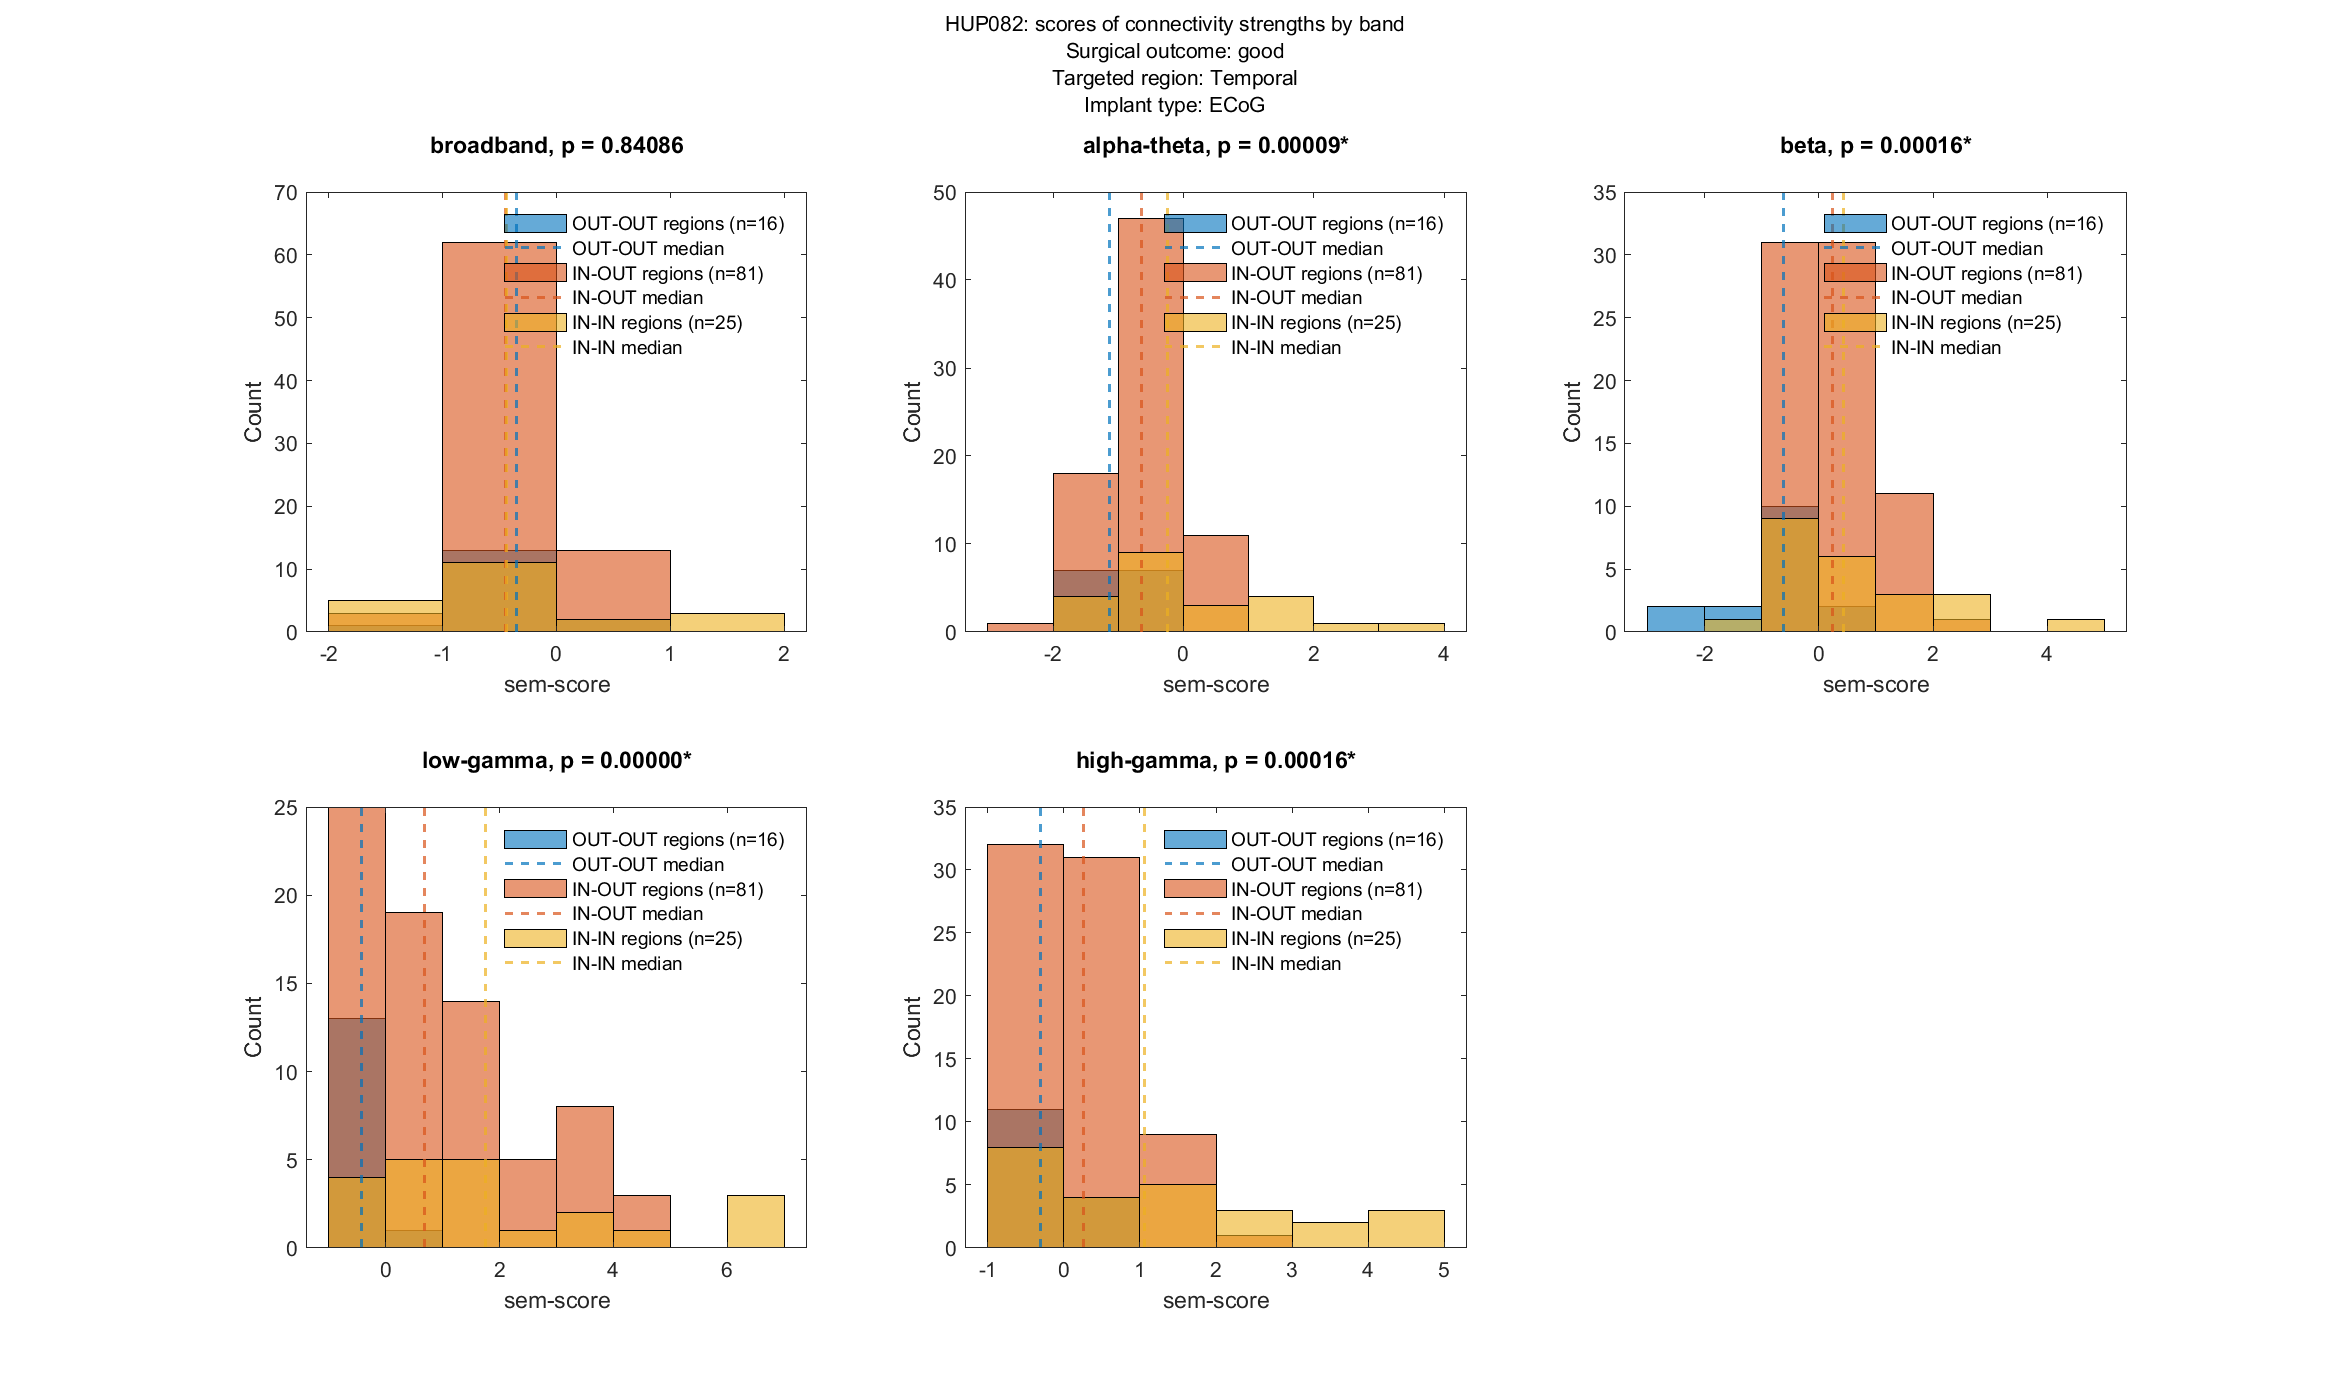 HUP082: scores of connectivity strengths by band
Surgical outcome: good
Targeted region: Temporal
Implant type: ECoG
broadband, p = 0.84086
70
60
50
40
30
20
10
0
Count
-2 -1 0 1 2
sem-score
OUT-OUT regions (n=16)
OUT-OUT median
IN-OUT regions (n=81)
IN-OUT median
IN-IN regions (n=25)
IN-IN median
alpha-theta, p = 0.00009*
50
40
30
20
10
0
Count
-2 0 2 4
sem-score
OUT-OUT regions (n=16)
OUT-OUT median
IN-OUT regions (n=81)
IN-OUT median
IN-IN regions (n=25)
IN-IN median
beta, p = 0.00016*
35
30
25
20
15
10
5
0
Count
-2 0 2 4
sem-score
OUT-OUT regions (n=16)
OUT-OUT median
IN-OUT regions (n=81)
IN-OUT median
IN-IN regions (n=25)
IN-IN median
low-gamma, p = 0.00000*
25
20
15
10
5
0
Count
0 2 4 6
sem-score
OUT-OUT regions (n=16)
OUT-OUT median
IN-OUT regions (n=81)
IN-OUT median
IN-IN regions (n=25)
IN-IN median
high-gamma, p = 0.00016*
35
30
25
20
15
10
5
0
Count
-1 0 1 2 3 4 5
sem-score
OUT-OUT regions (n=16)
OUT-OUT median
IN-OUT regions (n=81)
IN-OUT median
IN-IN regions (n=25)
IN-IN median